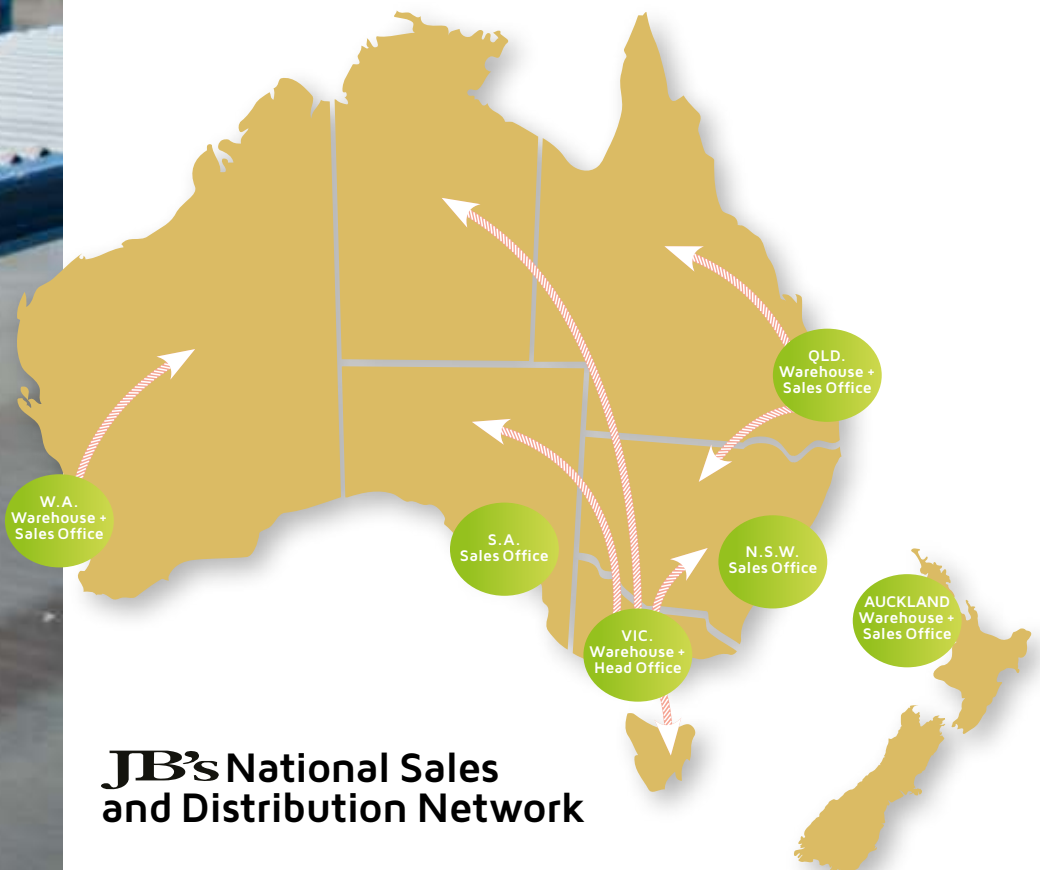 QLD.
Warehouse +
Sales Office
W.A.
Warehouse +
Sales Office
S.A.
Sales Office
N.S.W.
Sales Office
AUCKLAND
Warehouse +
Sales Office
VIC.
Warehouse +
Head Office
JB's National Sales
and Distribution Network